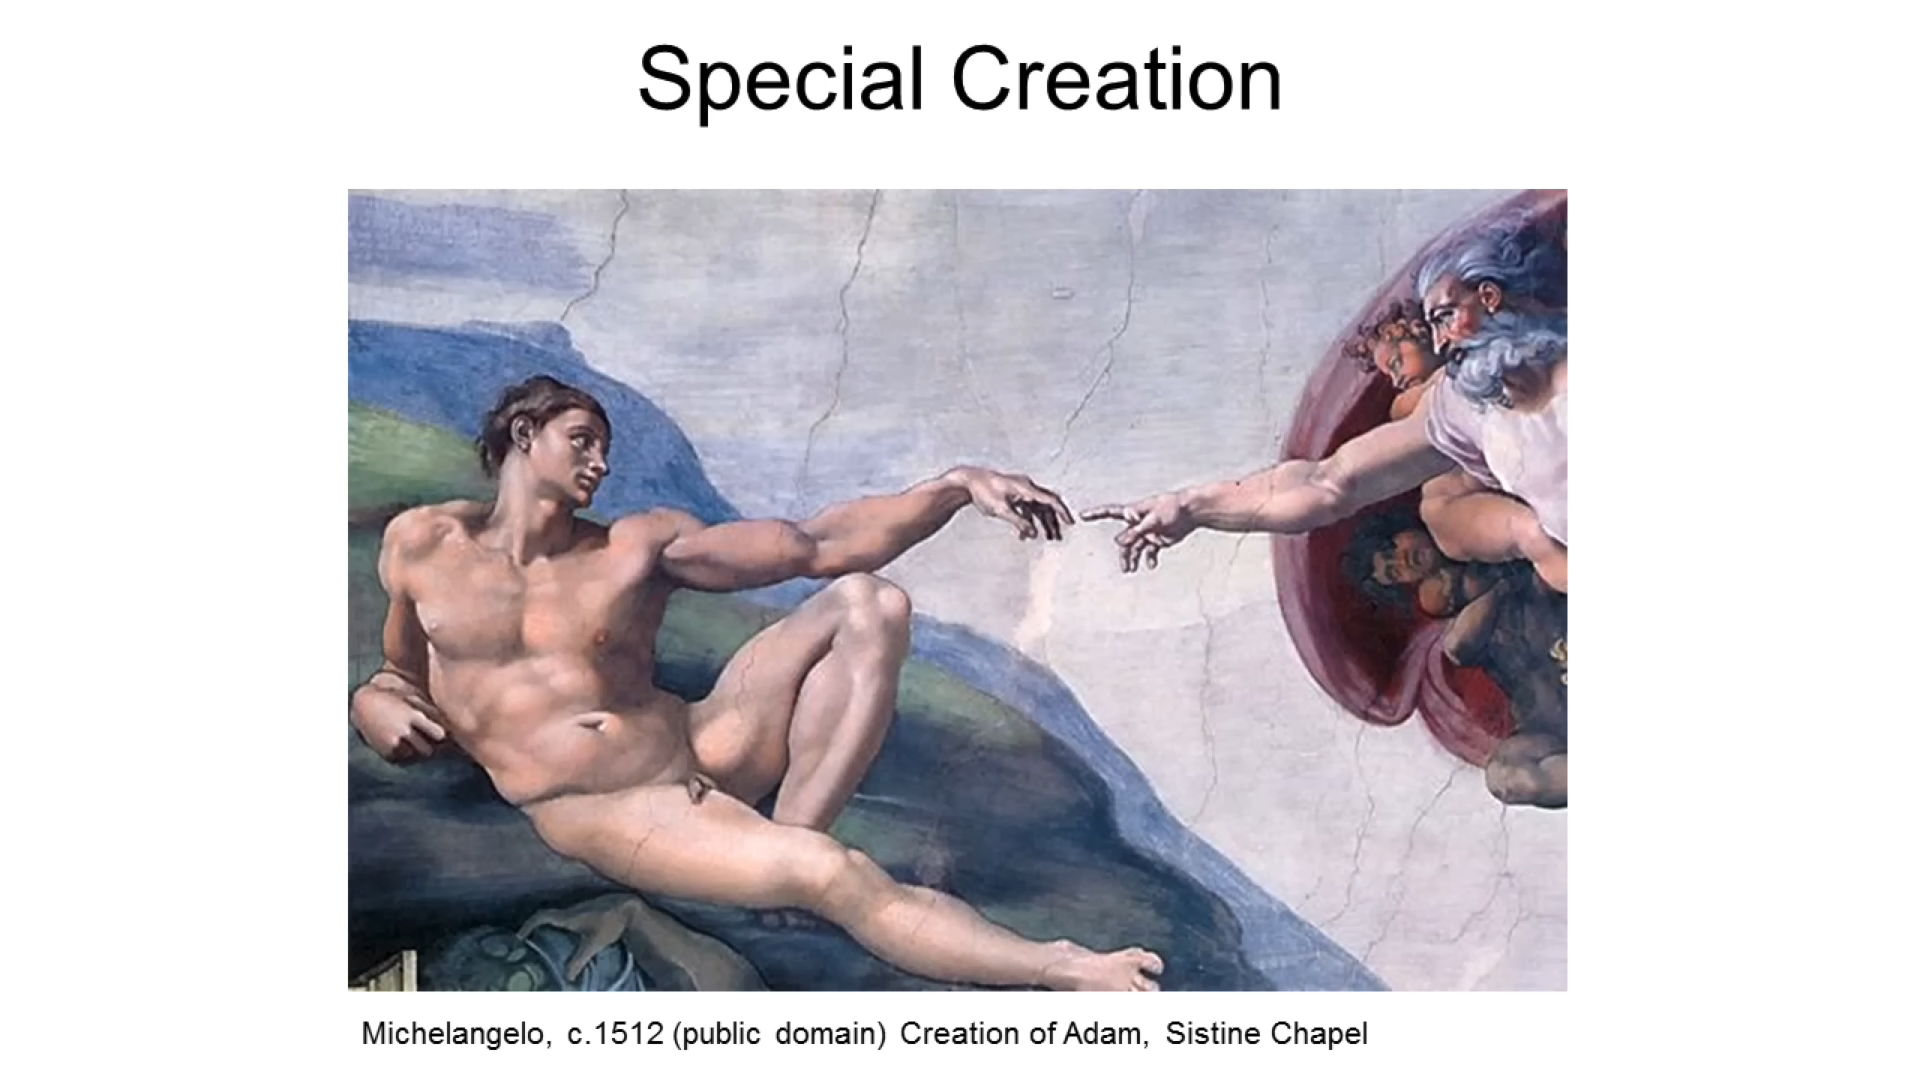 Special Creation
Michelangelo, c.1512 (public domain) Creation of Adam, Sistine Chapel